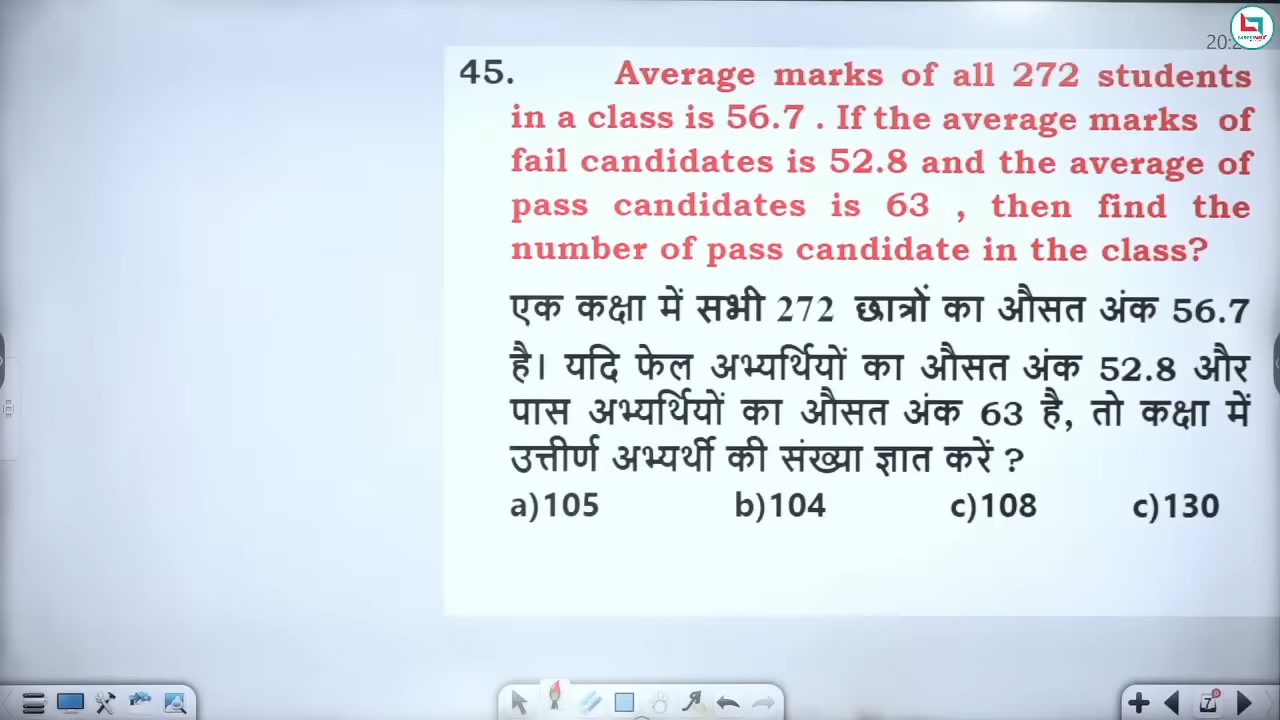 20:2
45. Average marks of all 272 students
in a class is 56.7 . If the average marks of
fail candidates is 52.8 and the average of
pass candidates is 63 , then find the
number of pass candidate in the class?
एक कक्षा में सभी 272 छात्रों का औसत अंक 56.7
है। यदि फेल अभ्यर्थियों का औसत अंक 52.8 और
पास अभ्यर्थियों का औसत अंक 63 है, तो कक्षा में
उत्तीर्ण अभ्यर्थी की संख्या ज्ञात करें ?
a)105 b)104 c)108 c)130
7